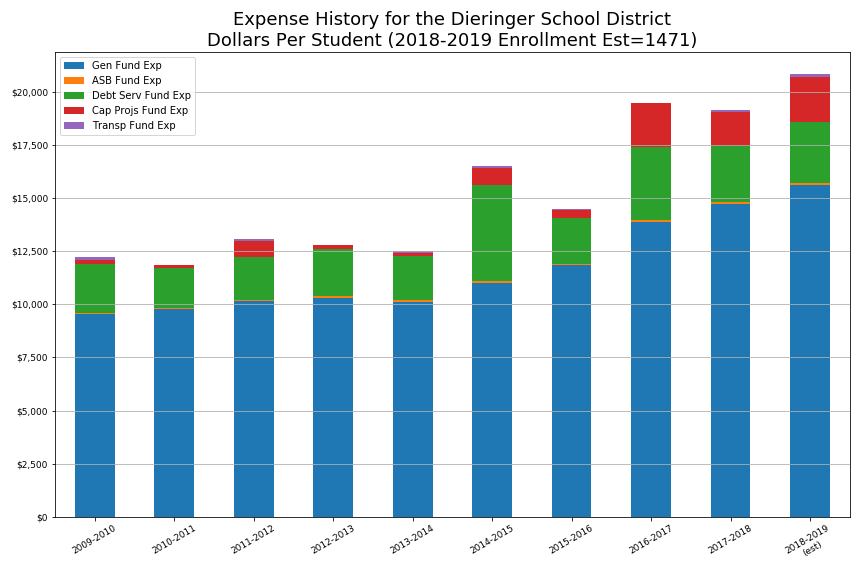 Expense History for the Dieringer School District
Dollars Per Student (2018-2019 Enrollment Est=1471)
Gen Fund Exp
ASB Fund Exp
Debt Serv Fund Exp
Cap Projs Fund Exp
Transp Fund Exp
$20,000
$17,500
$15,000
$12,500
$10,000
$7,500
$5,000
$2,500
$0
2009-2010
2010-2011
2011-2012
2012-2013
2013-2014
2014-2015
2015-2016
2016-2017
2017-2018
2018-2019
(est)